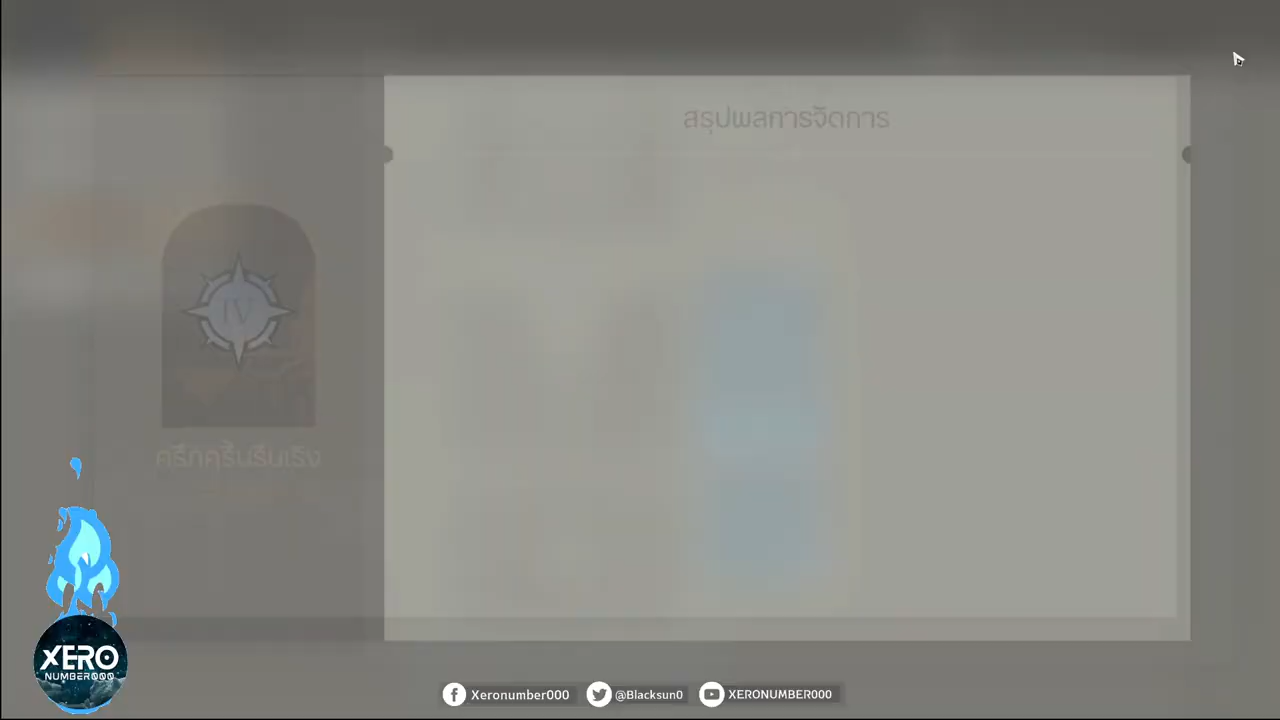 สรุปผลการจัดการ
IV
ครึกครื้นรื่นเริง
XERO
NUMBER000
Xeronumber000
@Blacksun0
XERONUMBER000